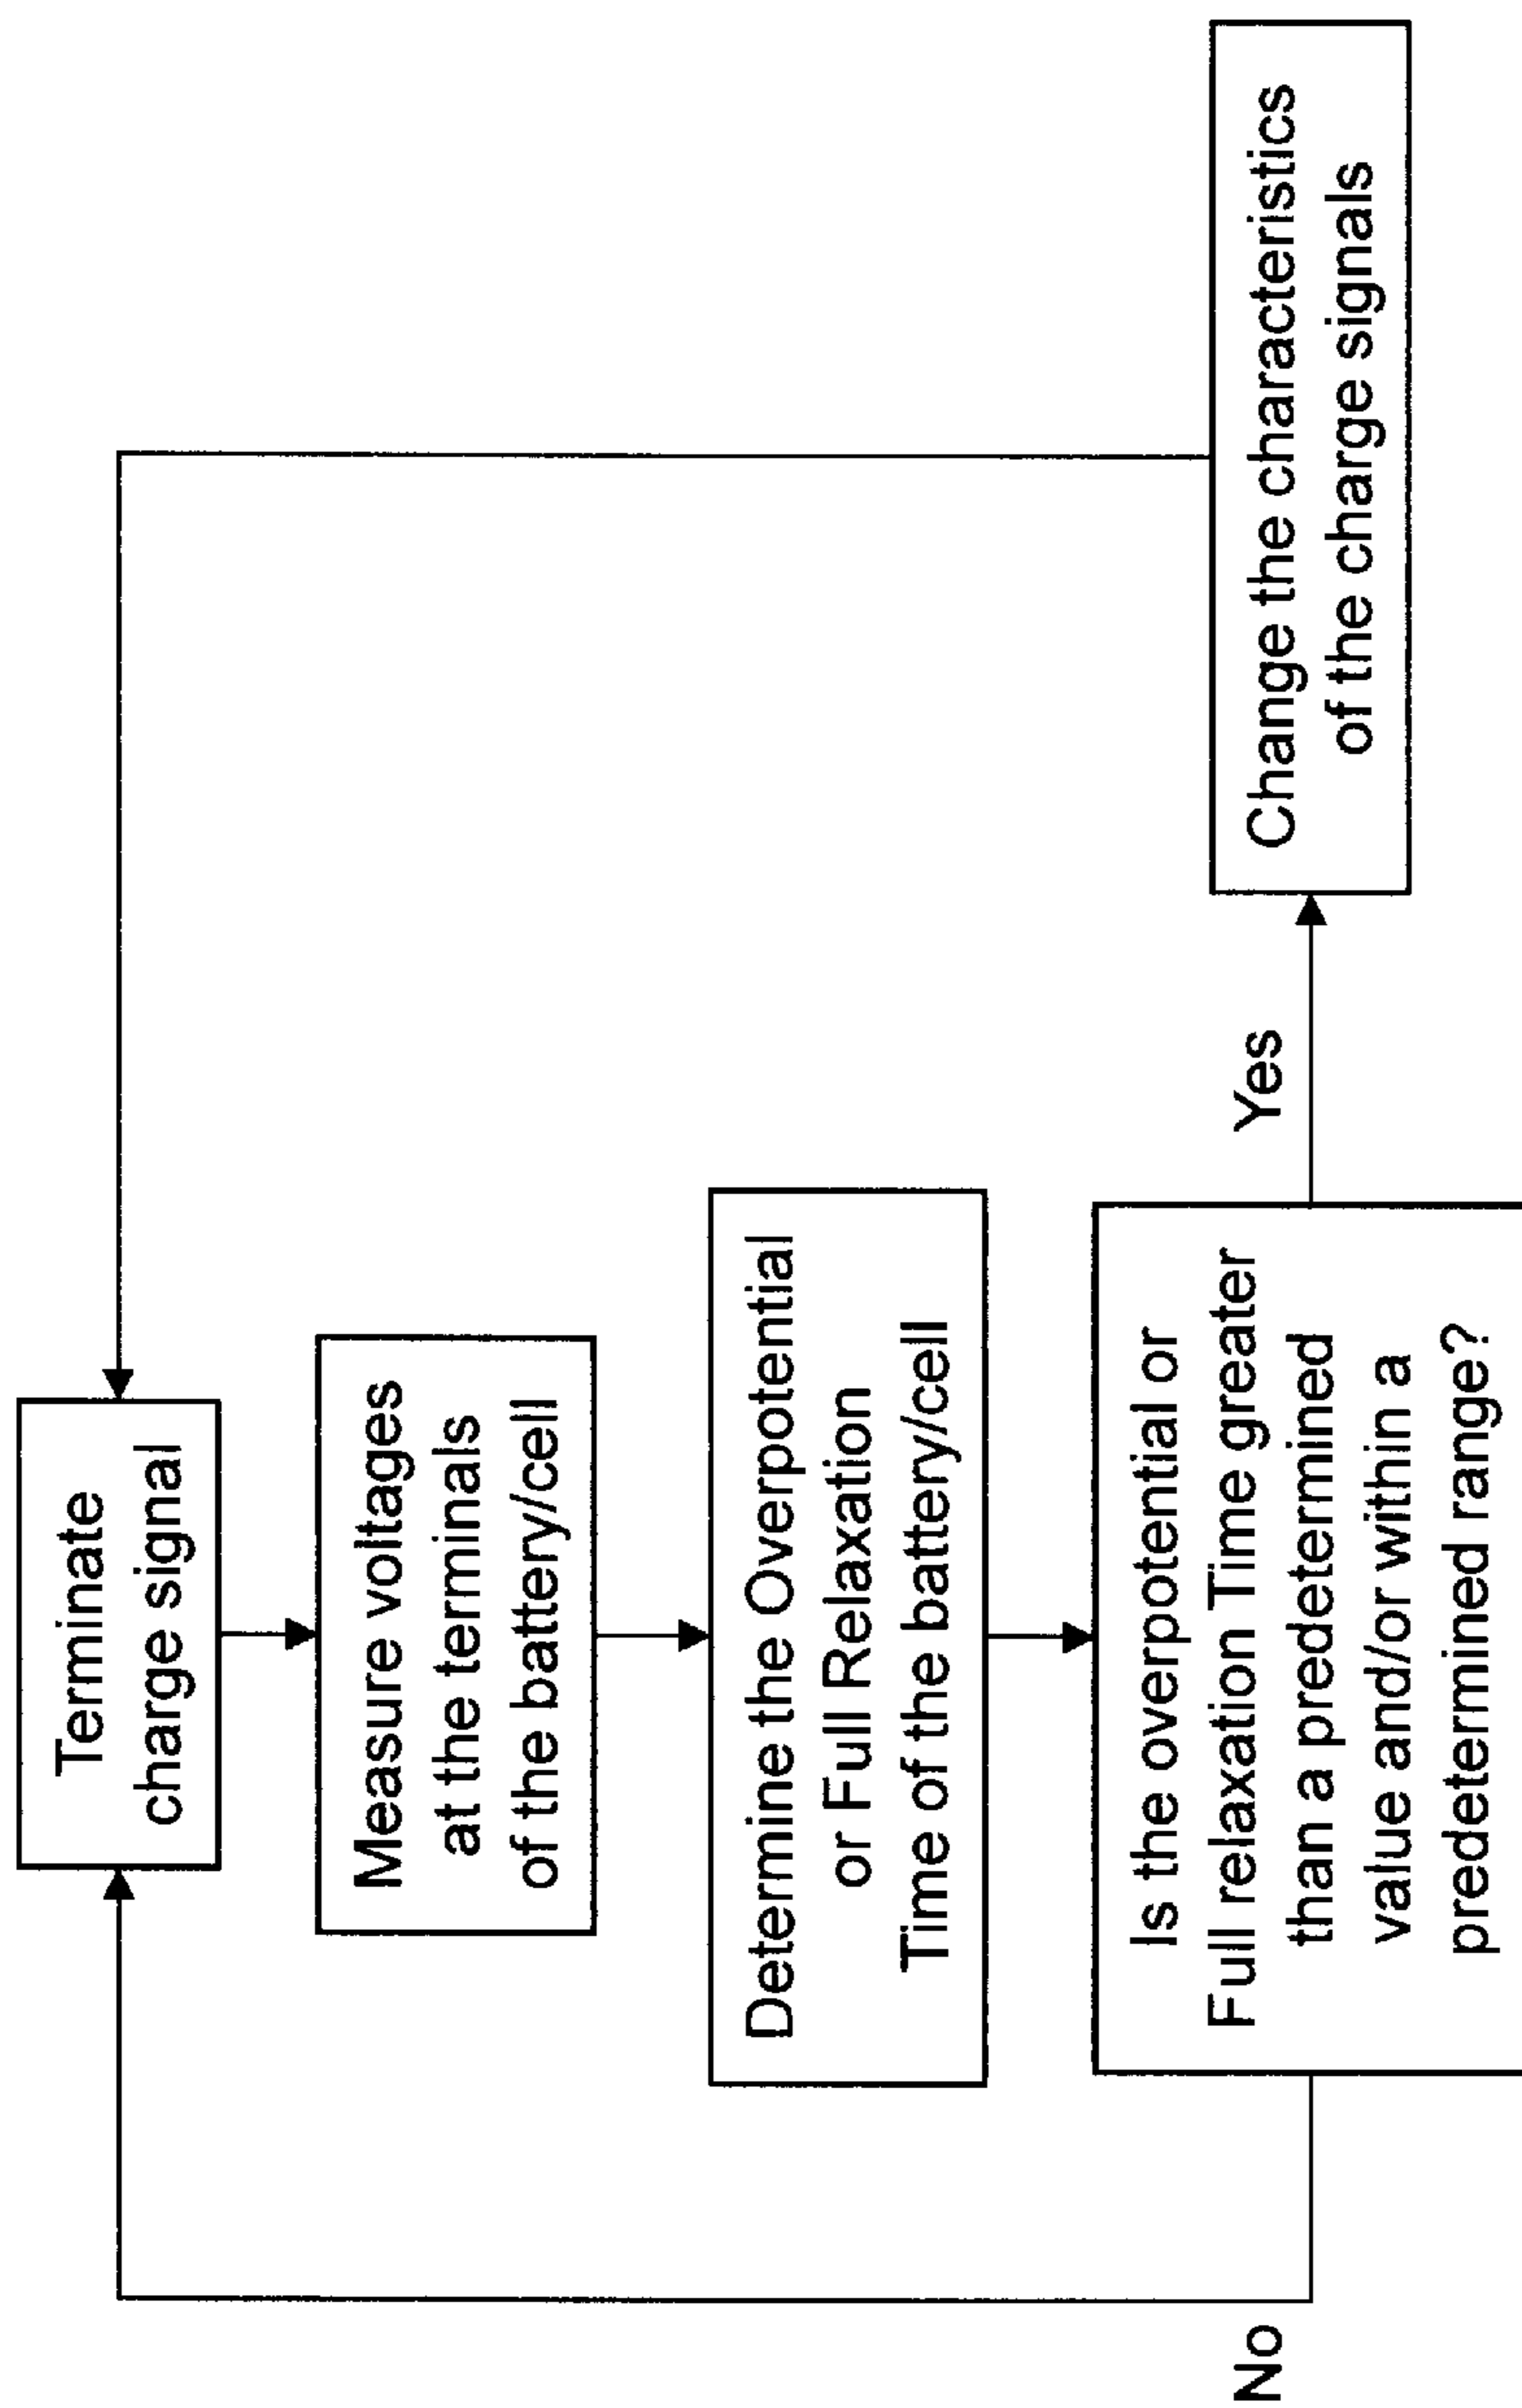 Terminate
charge signal
Measure voltages
at the terminals
of the battery/cell
Determine the Overpotential
or Full Relaxation
Time of the battery/cell
Is the overpotential or
Full relaxation Time greater
than a predetermined
value and/or within a
predetermined range?
No
Yes
Change the characteristics
of the charge signals